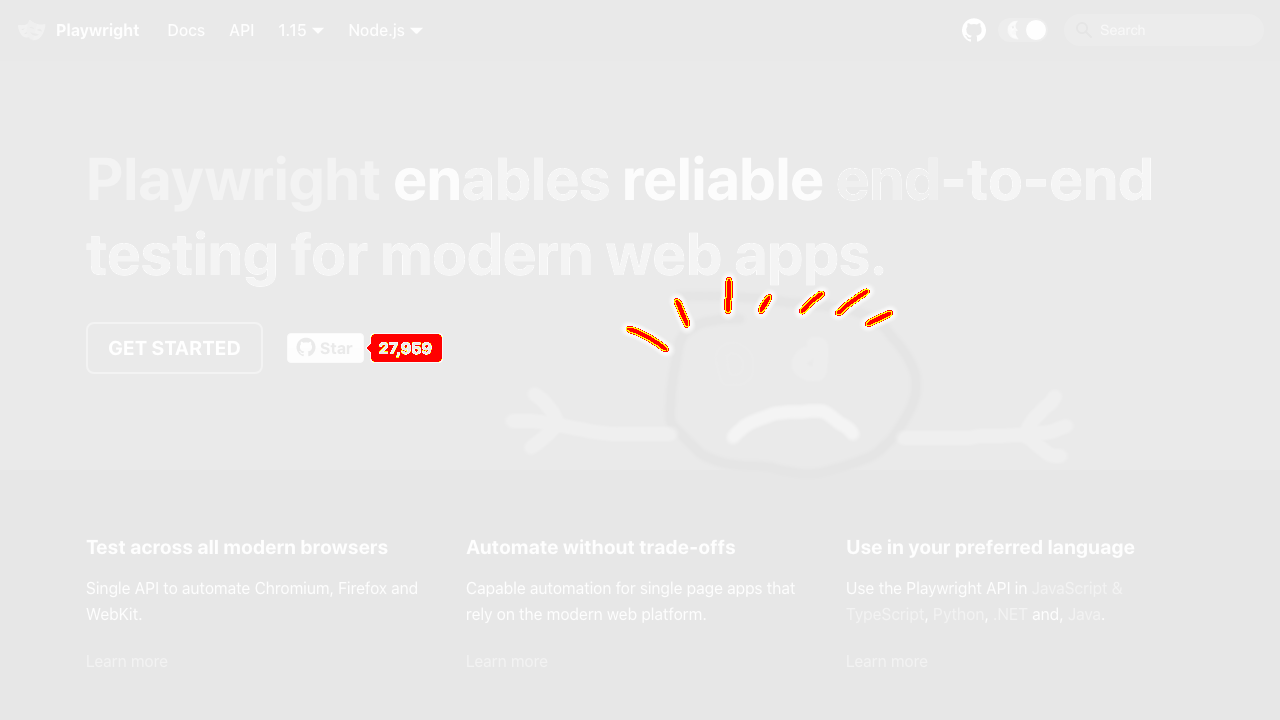 Playwright Docs API 1.15 Node.js Search
Playwright enables reliable end-to-end
testing for modern web apps.
GET STARTED Star 27,959
Test across all modern browsers
Single API to automate Chromium, Firefox and
WebKit.
Learn more
Automate without trade-offs
Capable automation for single page apps that
rely on the modern web platform.
Learn more
Use in your preferred language
Use the Playwright API in JavaScript &
TypeScript, Python, .NET and, Java.
Learn more